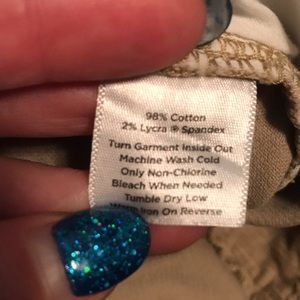 98% Cotton
2% Lycra ® Spandex
Turn Garment Inside Out
Machine Wash Cold
Only Non-Chlorine
Bleach When Needed
Tumble Dry Low
Warm Iron On Reverse